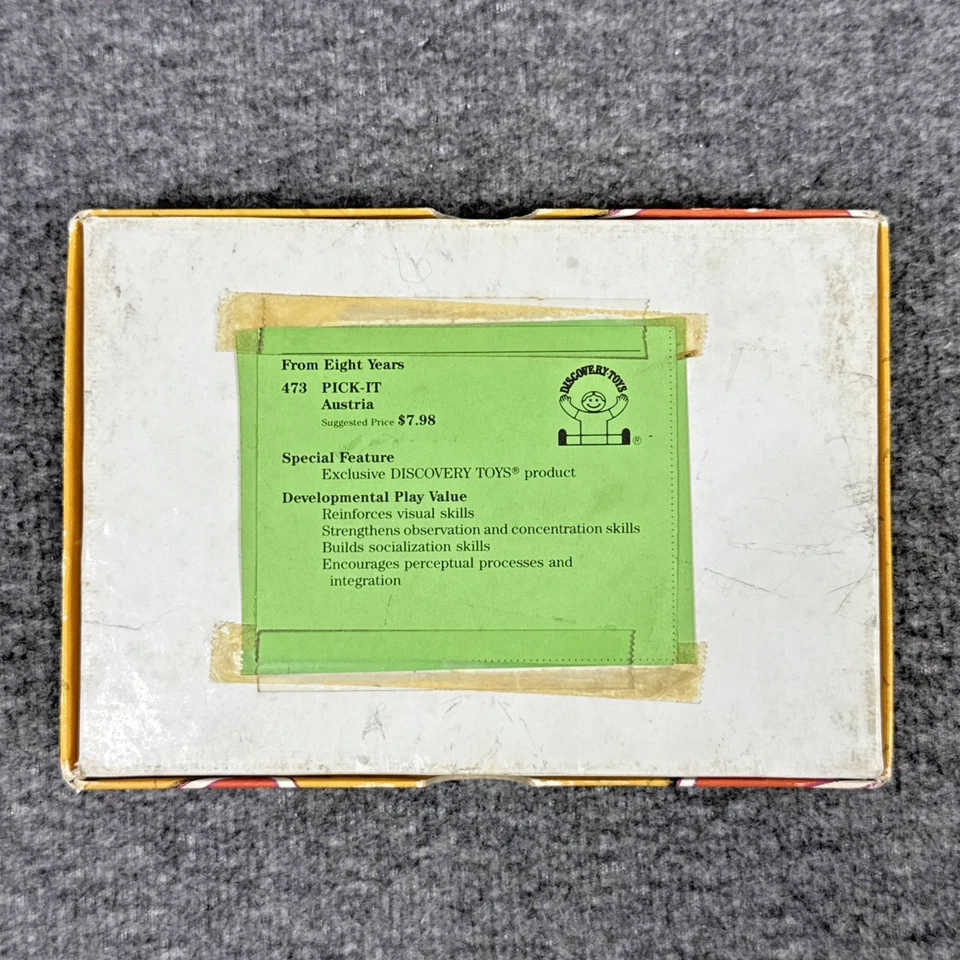 From Eight Years
DISCOVERY TOYS
473 PICK-IT
Austria
Suggested Price $7.98
®
Special Feature
Exclusive DISCOVERY TOYS® product
Developmental Play Value
Reinforces visual skills
Strengthens observation and concentration skills
Builds socialization skills
Encourages perceptual processes and
integration